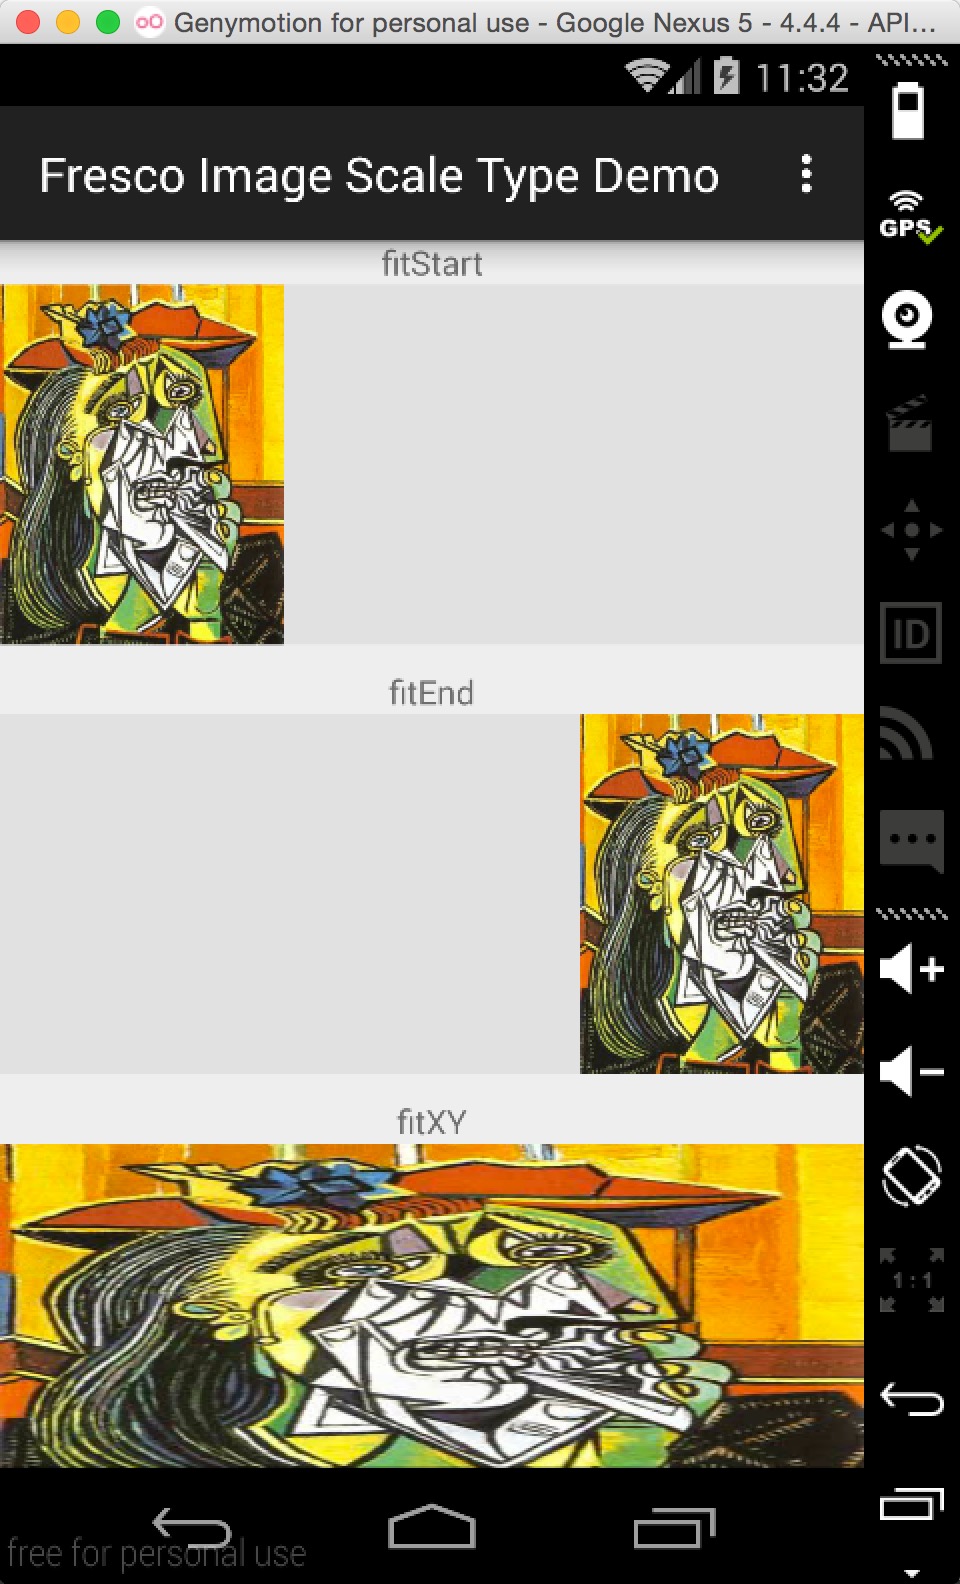 Genymotion for personal use - Google Nexus 5 - 4.4.4 - API...
11:32
Fresco Image Scale Type Demo
GPS
fitStart
ID
fitEnd
fitXY
1:1
free for personal use